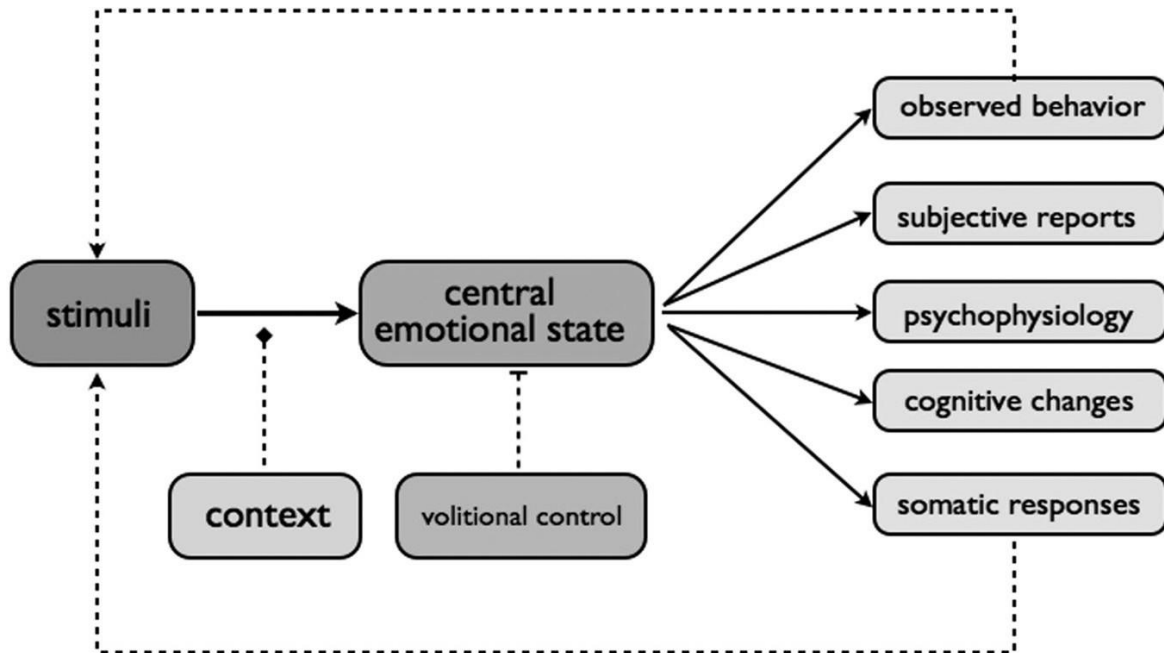 observed behavior
subjective reports
stimuli
central
emotional state
psychophysiology
cognitive changes
context
volitional control
somatic responses